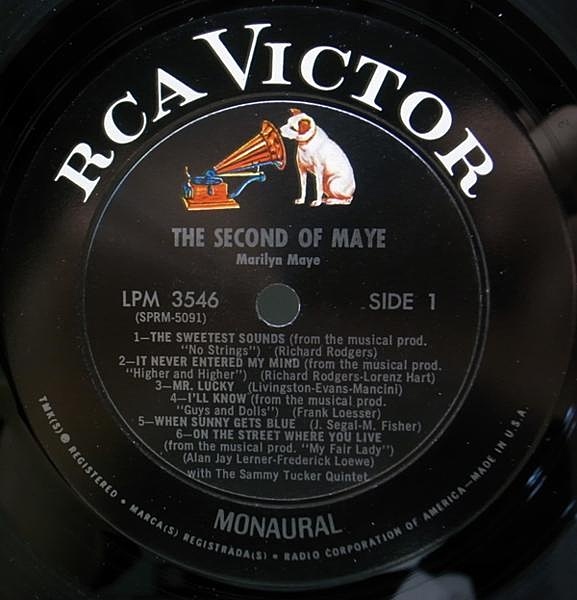 RCA VICTOR
THE SECOND OF MAYE
Marilyn Maye
LPM 3546
(SPRM-5091)
SIDE 1
1—THE SWEETEST SOUNDS (from the musical prod.
"No Strings") (Richard Rodgers)
2—IT NEVER ENTERED MY MIND (from the musical prod.
"Higher and Higher") (Richard Rodgers-Lorenz Hart)
3—MR. LUCKY (Livingston-Evans-Mancini)
4—I'LL KNOW (from the musical prod.
"Guys and Dolls") (Frank Loesser)
5—WHEN SUNNY GETS BLUE (J. Segal-M. Fisher)
6—ON THE STREET WHERE YOU LIVE
(from the musical prod. "My Fair Lady")
(Alan Jay Lerner-Frederick Loewe)
with The Sammy Tucker Quintet
MONAURAL
TMK(S) ® REGISTERED • MARCA(S) REGISTRADA(S) • RADIO CORPORATION OF AMERICA—MADE IN U.S.A.